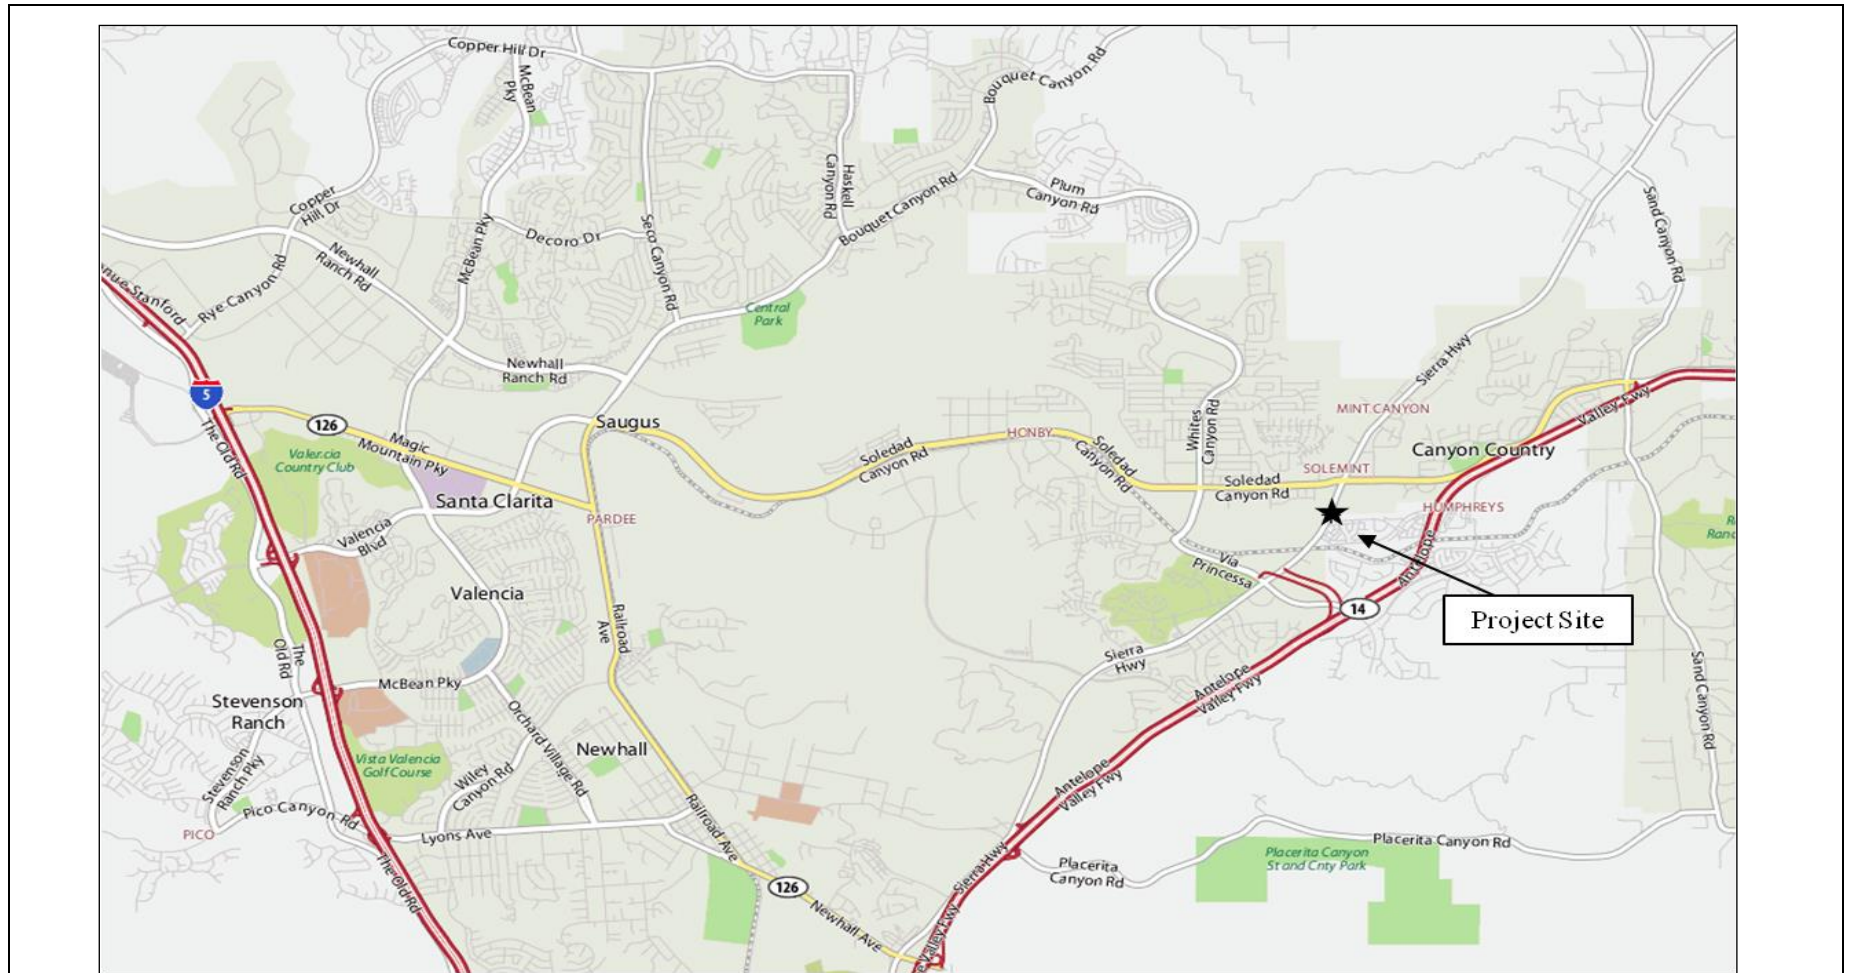 Copper Hill Dr
McBean
Pky
Bouquet Canyon Rd
Haskell
Canyon Rd
Bouquet Canyon Rd
Plum
Canyon Rd
Copper
Hill Dr
Decoro Dr
McBean Pky
Seco Canyon Rd
Sand Canyon Rd
Newhall
Ranch Rd
Rye Canyon Rd
nue Stanford
Central
Park
Newhall
Ranch Rd
Sierra Hwy
5
126
Magic
Mountain Pky
Saugus
HONBY
MINT CANYON
Valley Fwy
Whites
Canyon Rd
The Old Rd
Valencia
Country Club
Soledad
Canyon Rd
Soledad
Canyon Rd
Canyon Country
SOLEMINT
Soledad
Canyon Rd
Santa Clarita
PARDEE
HUMPHREYS
Valencia
Blvd
Antelope
Via
Princessa
Valencia
14
Project Site
Railroad
Ave
The
Old Rd
Sierra
Hwy
McBean Pky
Antelope
Valley Fwy
Sand Canyon Rd
Stevenson
Ranch
Orchard Village Rd
Newhall
Vista Valencia
Golf Course
Stevenson
Ranch Pky
Wiley
Canyon Rd
Antelope
Valley Fwy
Pico Canyon Rd
PICO
Lyons Ave
Railroad Ave
Placerita Canyon Rd
Placerita Canyon
St and Cnty Park
Placerita
Canyon Rd
The Old Rd
Sierra Hwy
126
Newhall Ave
e Valley Fwy
R
Ranc